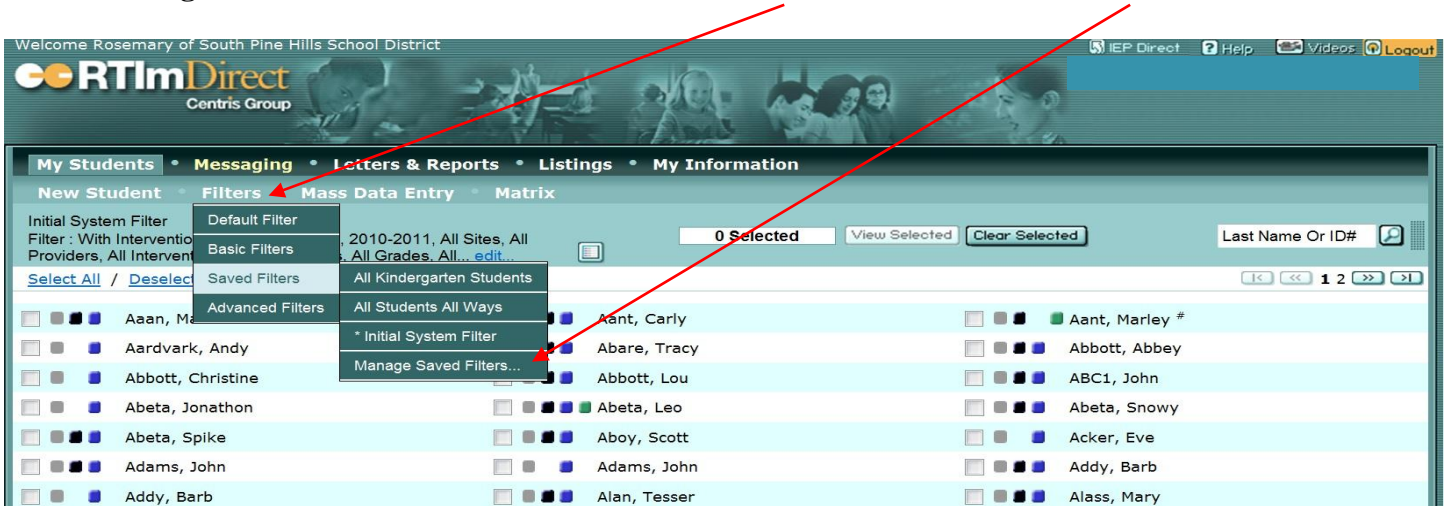 Welcome Rosemary of South Pine Hills School District
IEP Direct ? Help Videos Logout
RTImDirect
Centris Group
My Students • Messaging • Letters & Reports • Listings • My Information
New Student • Filters • Mass Data Entry • Matrix
Initial System Filter
Filter : With Interventio , 2010-2011, All Sites, All
Providers, All Intervent s, All Grades, All... edit...
0 Selected View Selected Clear Selected Last Name Or ID#
Default Filter
Basic Filters
Saved Filters
Advanced Filters
All Kindergarten Students
All Students All Ways
* Initial System Filter
Manage Saved Filters...
Select All / Deselect
1 2
Aaan, Ma Aant, Carly Aant, Marley #
Aardvark, Andy Abare, Tracy Abbott, Abbey
Abbott, Christine Abbott, Lou ABC1, John
Abeta, Jonathon Abeta, Leo Abeta, Snowy
Abeta, Spike Aboy, Scott Acker, Eve
Adams, John Adams, John Addy, Barb
Addy, Barb Alan, Tesser Alass, Mary